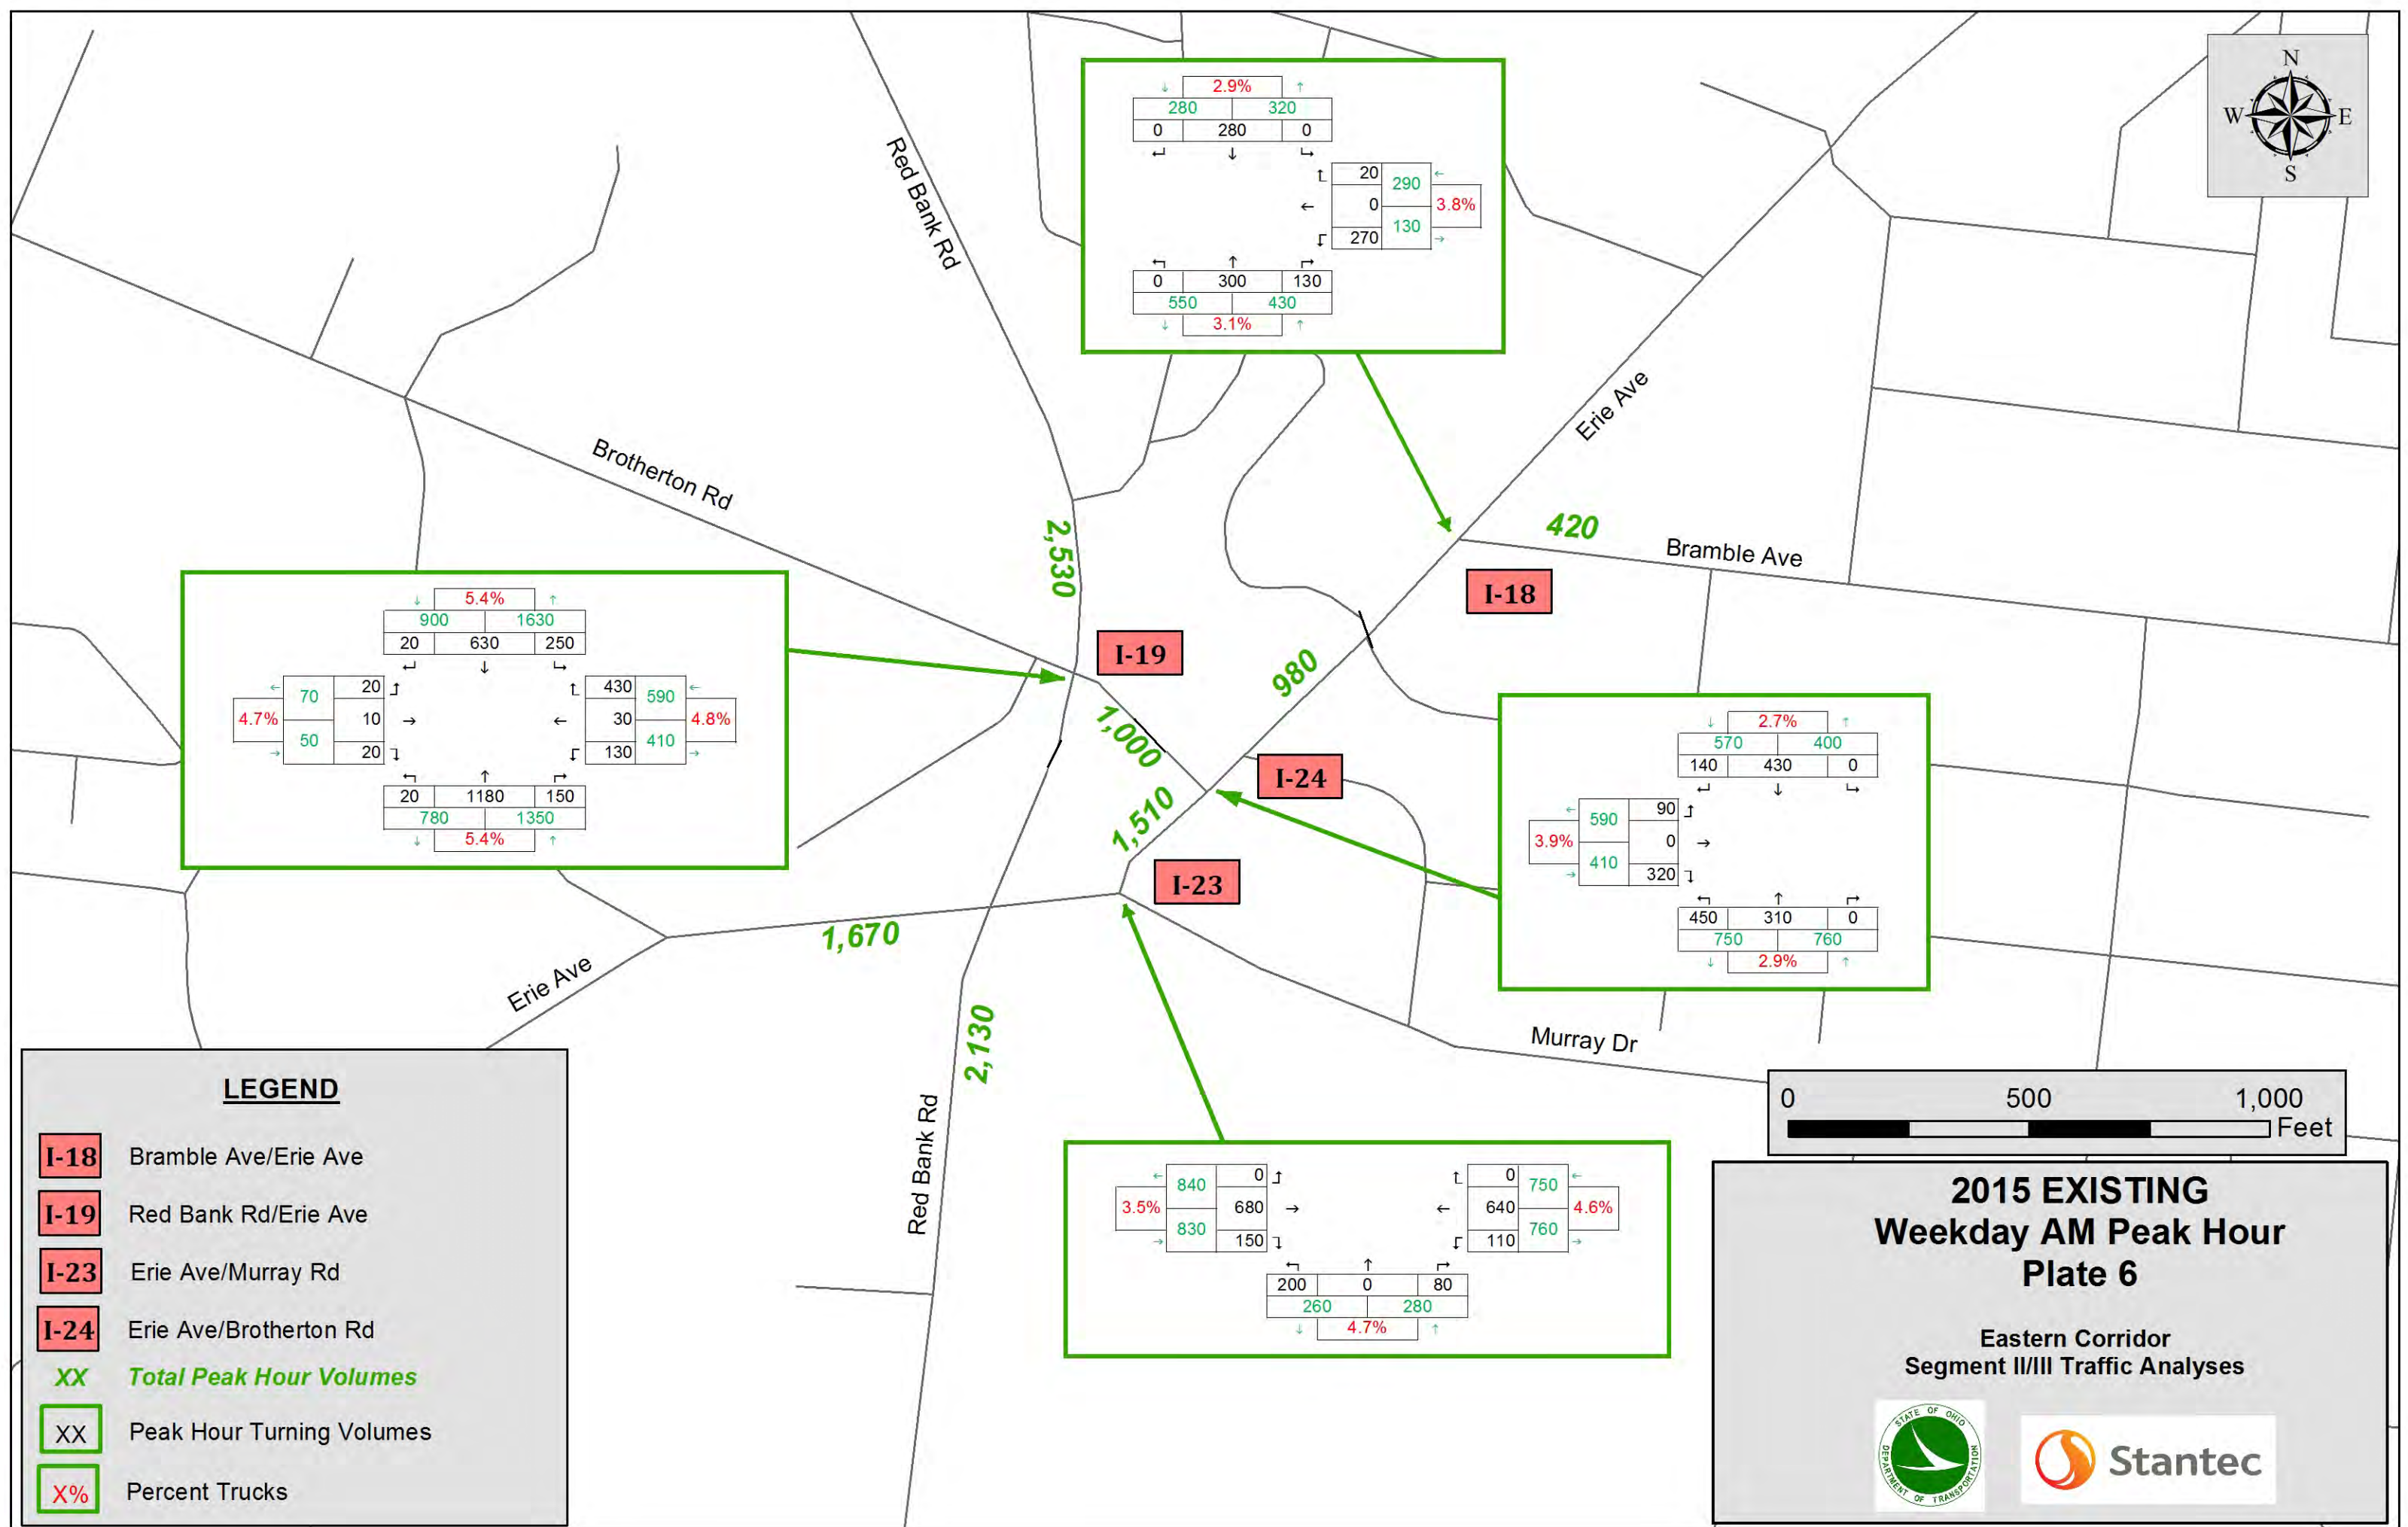 N
W
E
S
↓ 2.9% ↑
280 320
0 280 0
↵ ↓ ↳
20 290 ←
← 0 3.8%
270 130 →
↰ ↑ ↱
0 300 130
550 430
↓ 3.1% ↑
Red Bank Rd
Erie Ave
Brotherton Rd
2,530
420
Bramble Ave
I-18
I-19
980
1,000
I-24
1,510
I-23
↓ 5.4% ↑
900 1630
20 630 250
← 70 20 430 590 ←
4.7% 10 → ← 30 4.8%
→ 50 20 130 410 →
20 1180 150
780 1350
↓ 5.4% ↑
↓ 2.7% ↑
570 400
140 430 0
← 590 90
3.9% 0 →
→ 410 320
450 310 0
750 760
↓ 2.9% ↑
1,670
Erie Ave
2,130
Red Bank Rd
Murray Dr
← 840 0 0 750 ←
3.5% 680 → ← 640 4.6%
→ 830 150 110 760 →
200 0 80
260 280
↓ 4.7% ↑
LEGEND
I-18 Bramble Ave/Erie Ave
I-19 Red Bank Rd/Erie Ave
I-23 Erie Ave/Murray Rd
I-24 Erie Ave/Brotherton Rd
XX Total Peak Hour Volumes
XX Peak Hour Turning Volumes
X% Percent Trucks
0 500 1,000
Feet
2015 EXISTING
Weekday AM Peak Hour
Plate 6
Eastern Corridor
Segment II/III Traffic Analyses
STATE OF OHIO
DEPARTMENT OF TRANSPORTATION
Stantec